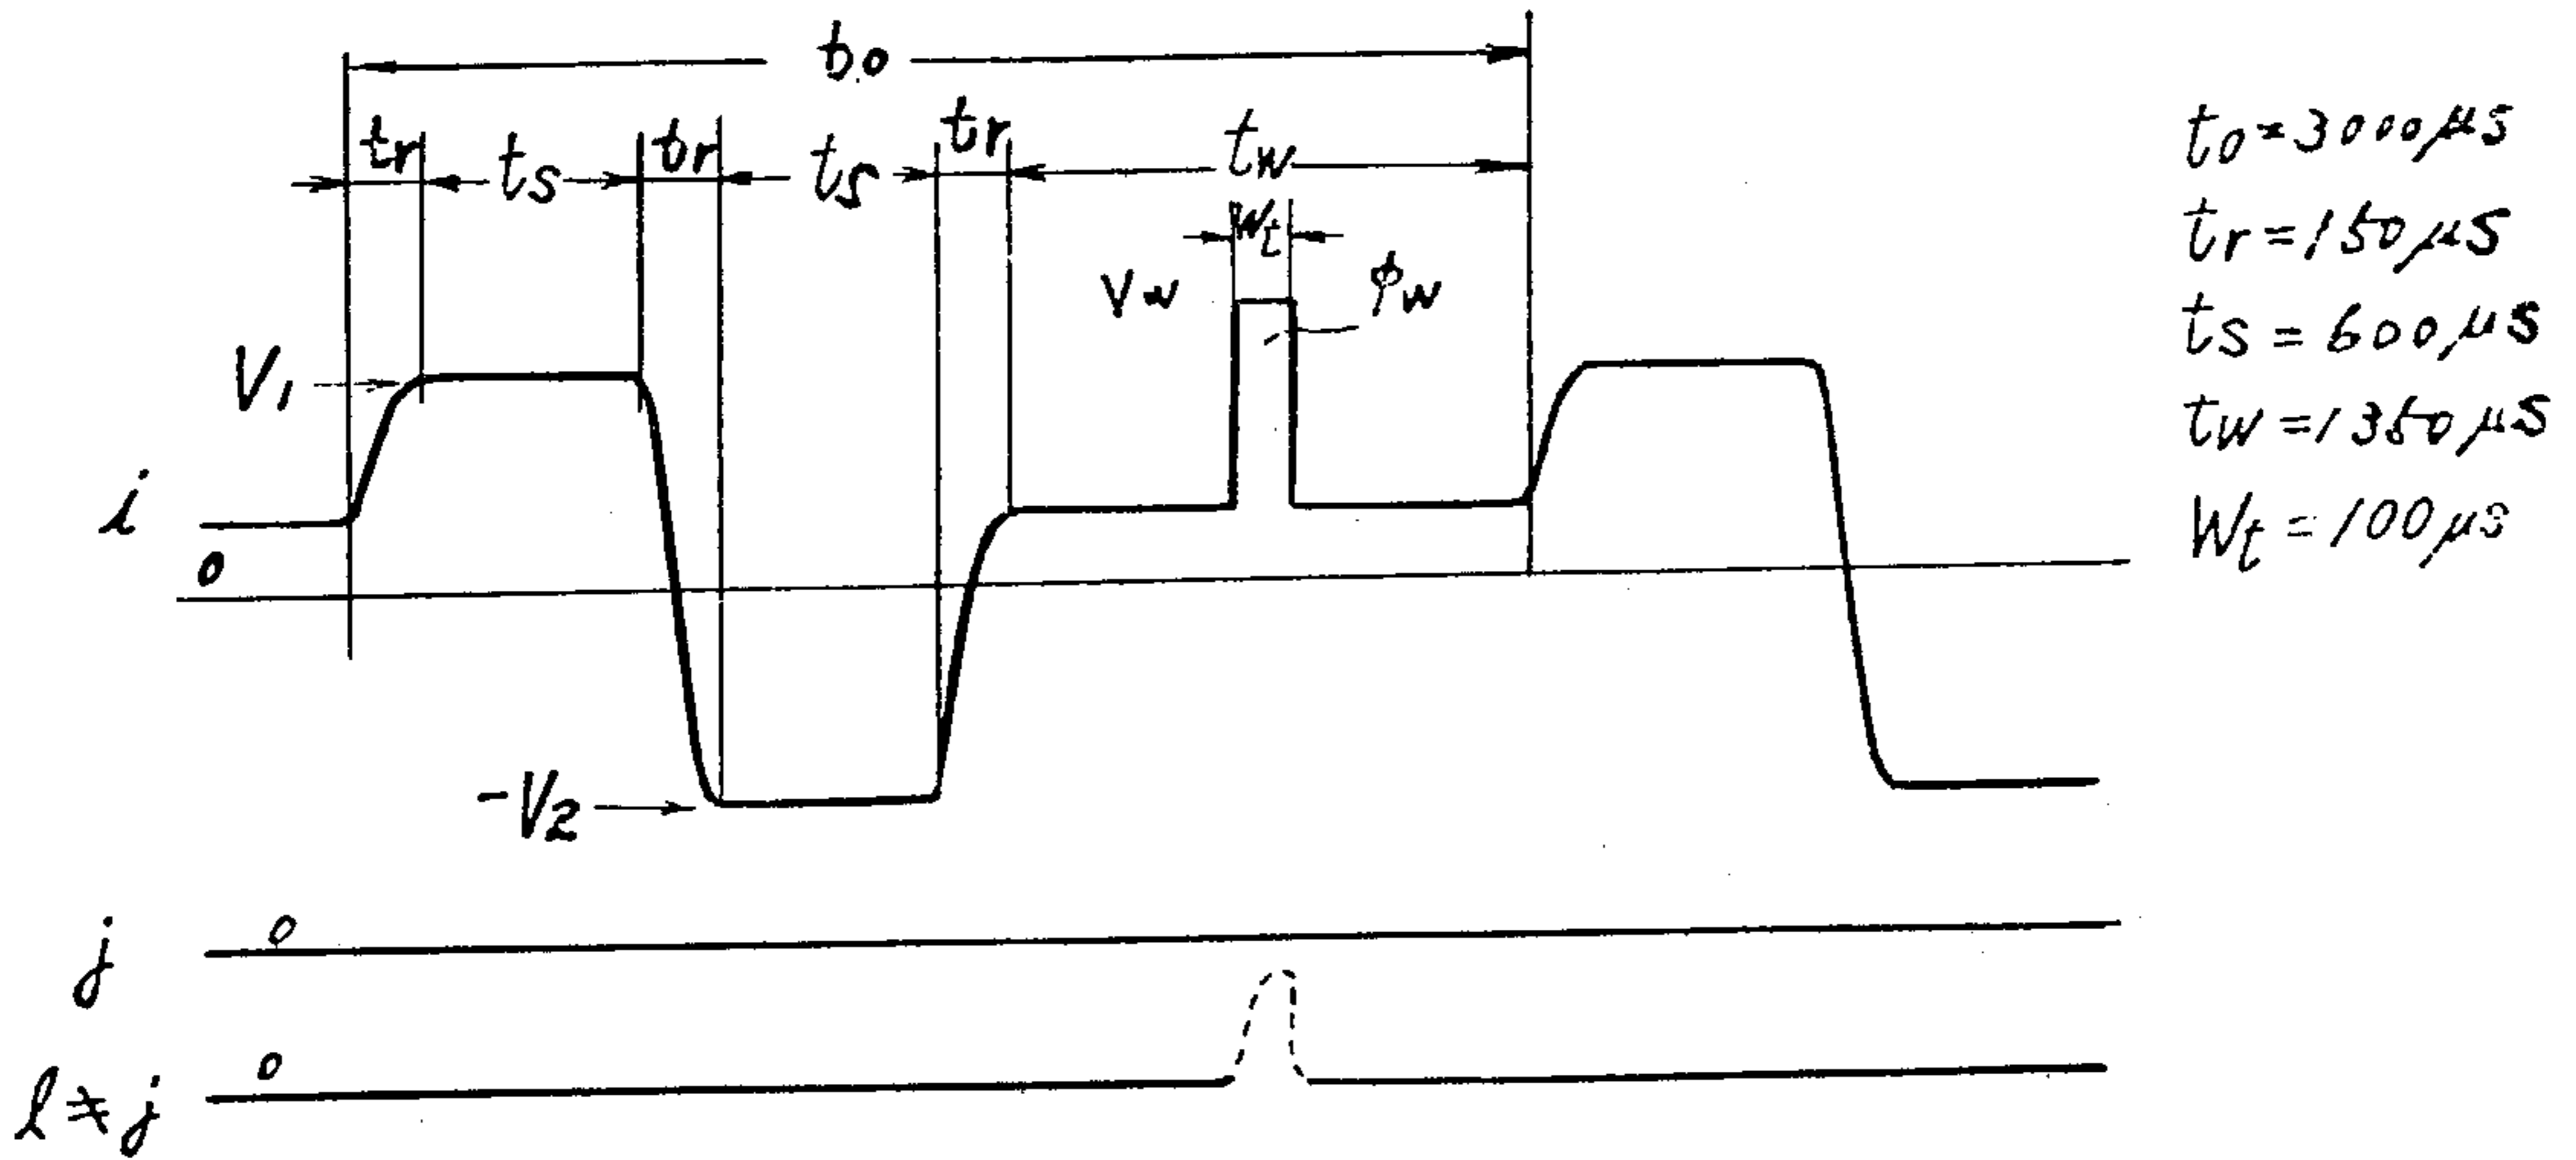 to
tr ts tr ts tr tw
Wt
Vw ϕw
V1
i
0
-V2
j 0
l≠j 0
to=3000μs
tr=150μs
ts=600μs
tw=1350μs
Wt=100μs